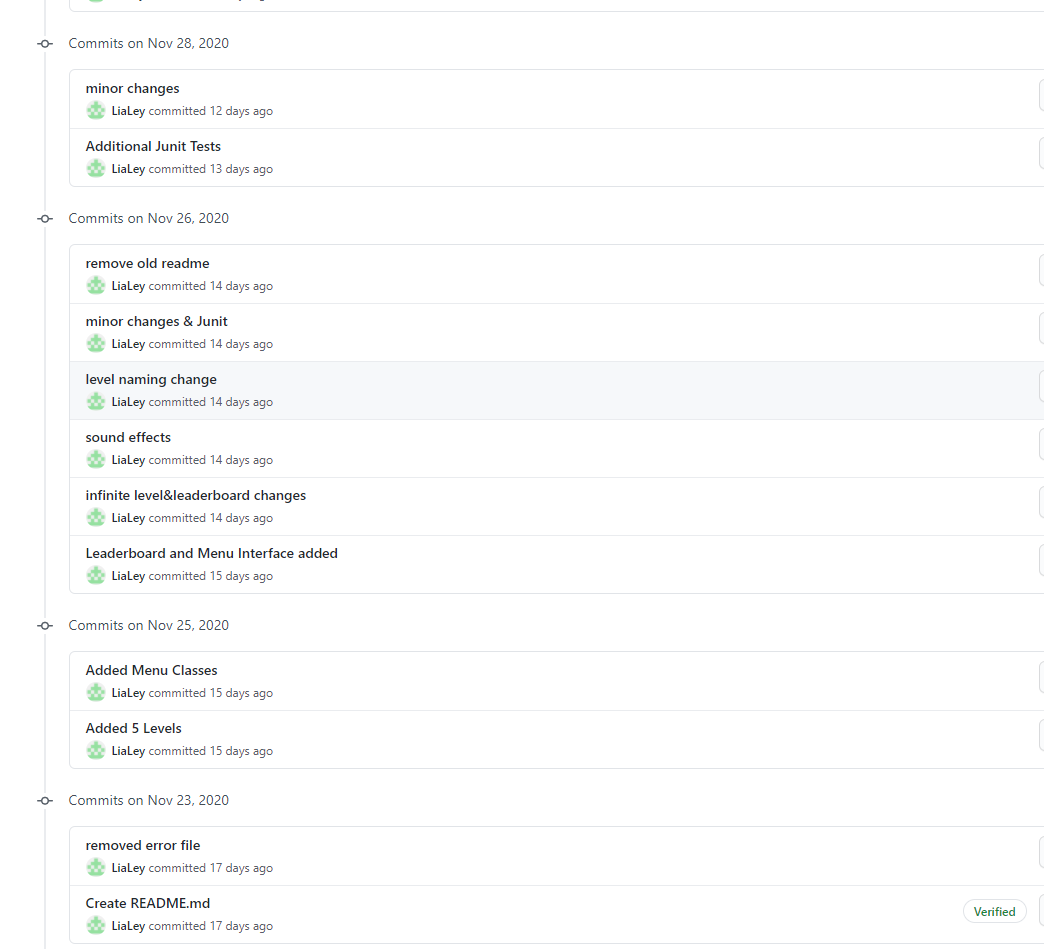 Commits on Nov 28, 2020
minor changes
LiaLey committed 12 days ago
Additional Junit Tests
LiaLey committed 13 days ago
Commits on Nov 26, 2020
remove old readme
LiaLey committed 14 days ago
minor changes & Junit
LiaLey committed 14 days ago
level naming change
LiaLey committed 14 days ago
sound effects
LiaLey committed 14 days ago
infinite level&leaderboard changes
LiaLey committed 14 days ago
Leaderboard and Menu Interface added
LiaLey committed 15 days ago
Commits on Nov 25, 2020
Added Menu Classes
LiaLey committed 15 days ago
Added 5 Levels
LiaLey committed 15 days ago
Commits on Nov 23, 2020
removed error file
LiaLey committed 17 days ago
Create README.md
Verified
LiaLey committed 17 days ago